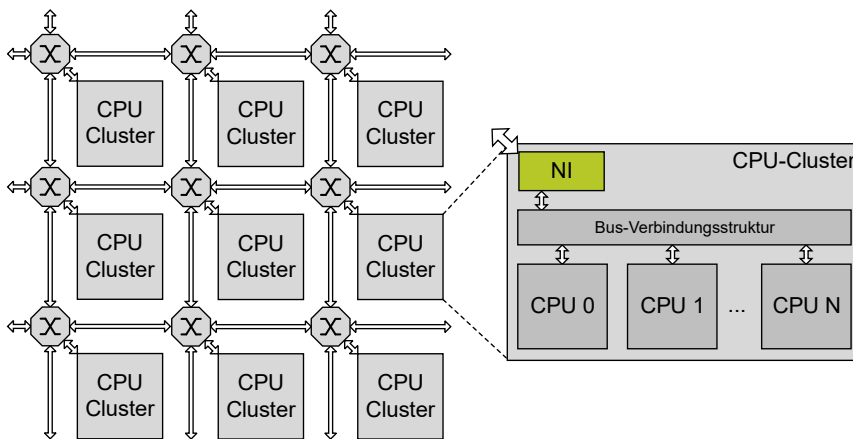 CPU
Cluster
CPU
Cluster
CPU
Cluster
CPU
Cluster
CPU
Cluster
CPU
Cluster
CPU
Cluster
CPU
Cluster
CPU
Cluster
CPU-Cluster
NI
Bus-Verbindungsstruktur
CPU 0
CPU 1
...
CPU N